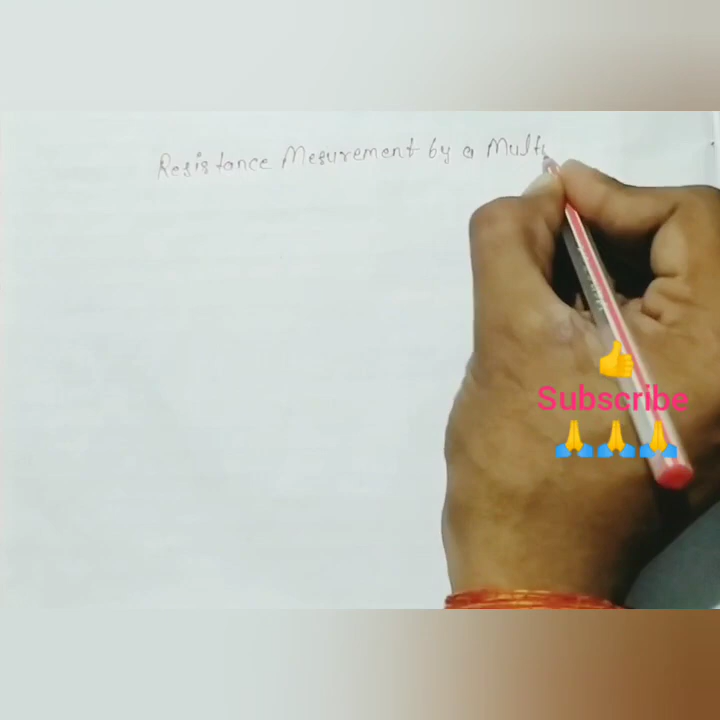 Resistance Mesurement by a Multi
👍
Subscribe
🙏🙏🙏